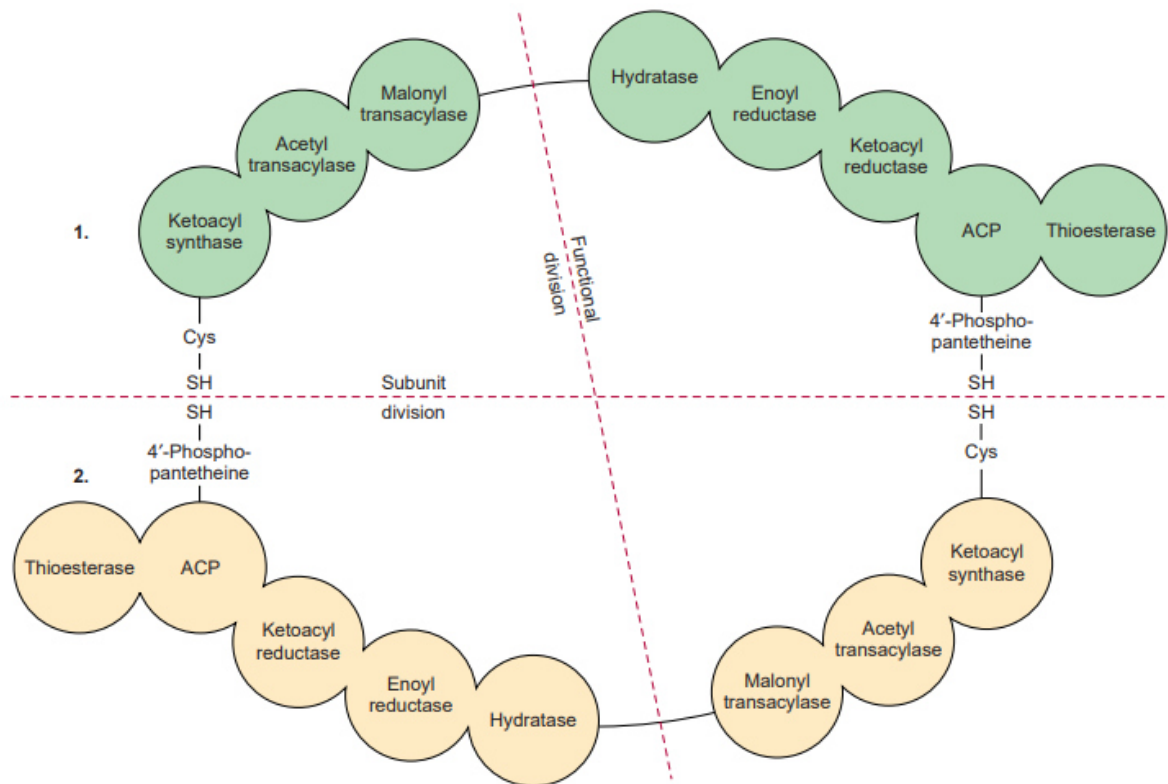 Malonyl
transacylase
Hydratase
Enoyl
reductase
Acetyl
transacylase
Ketoacyl
reductase
1.
Ketoacyl
synthase
ACP
Thioesterase
Functional
division
Cys
4′-Phospho-
pantetheine
SH
Subunit
SH
SH
division
SH
4′-Phospho-
pantetheine
Cys
2.
Thioesterase
ACP
Ketoacyl
synthase
Ketoacyl
reductase
Acetyl
transacylase
Enoyl
reductase
Malonyl
transacylase
Hydratase